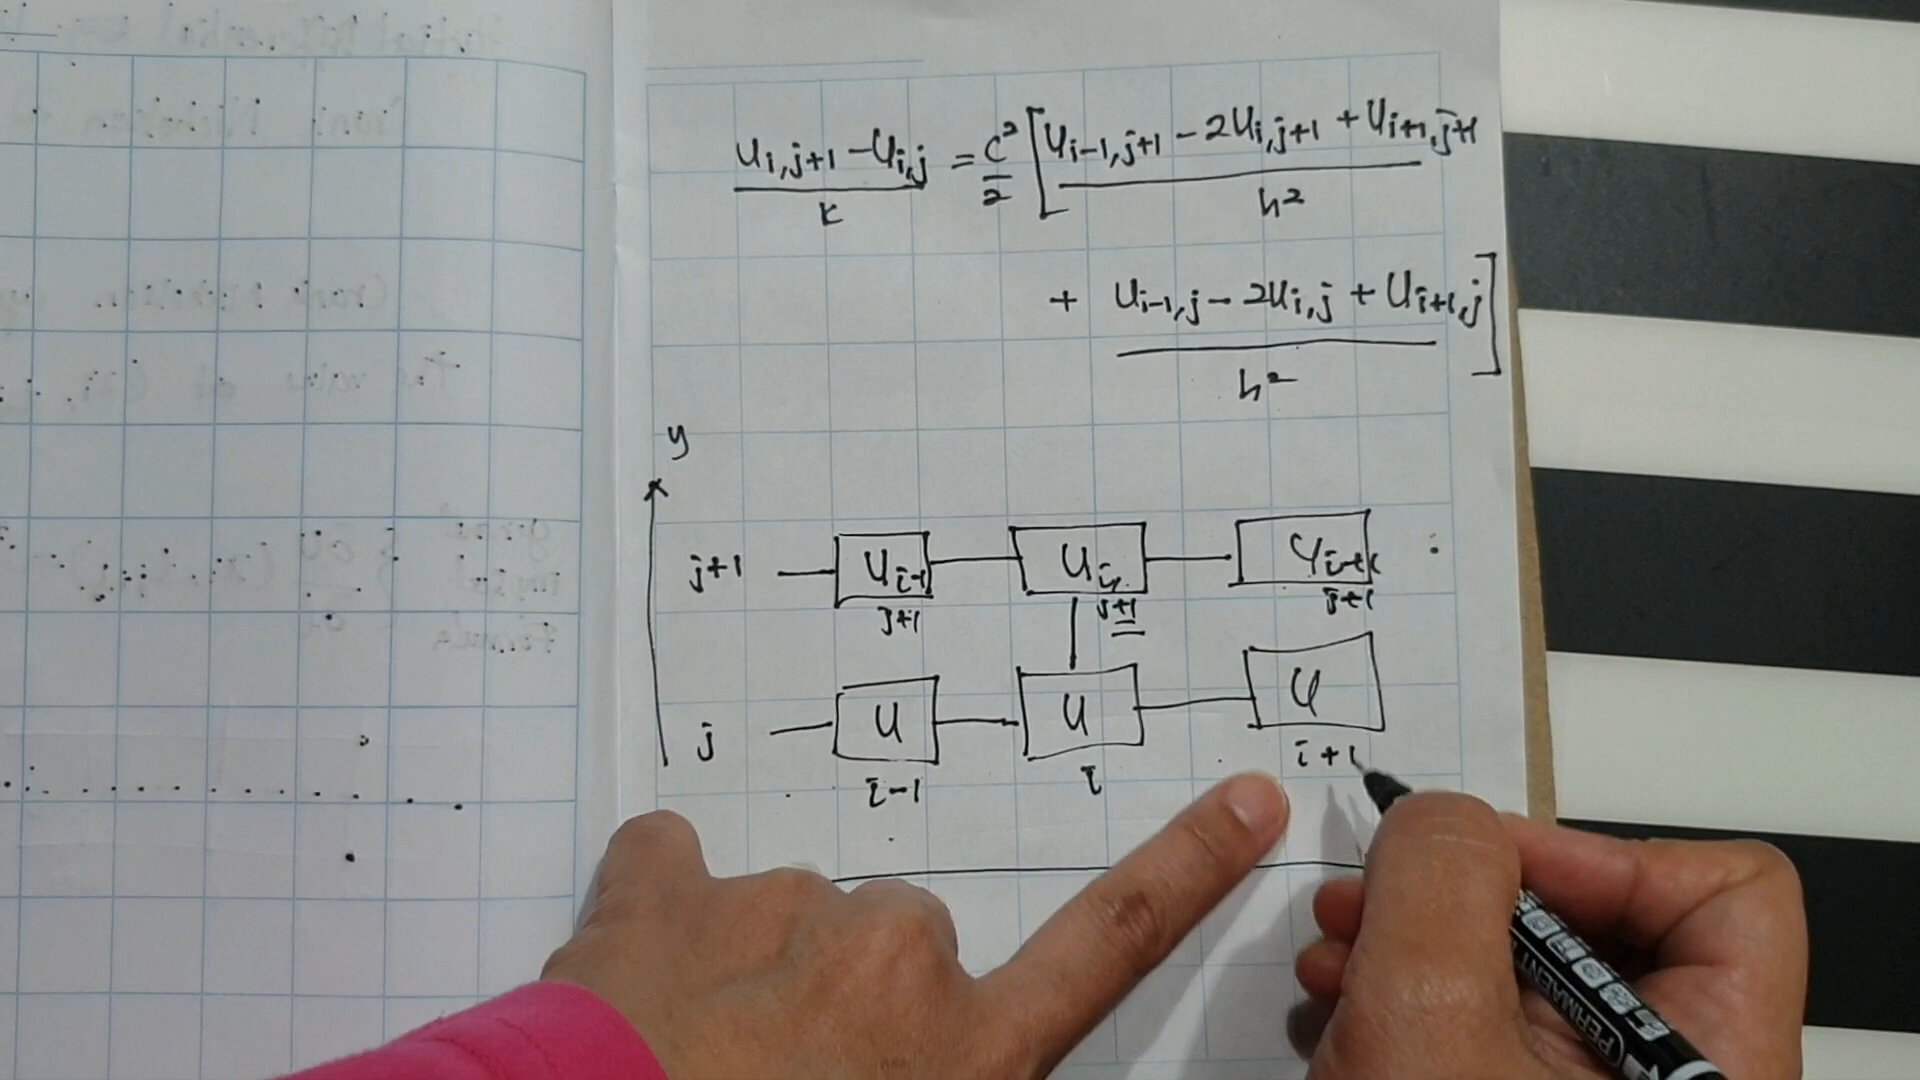 u_{i,j+1} - u_{i,j} / k = c² / 2 [ u_{i-1,j+1} - 2u_{i,j+1} + u_{i+1,j+1} / h²
+ u_{i-1,j} - 2u_{i,j} + u_{i+1,j} / h² ]
y
j+1 u_{i-1, j+1} u_{i, j+1} u_{i+1, j+1}
j u u u
i-1 i i+1
PERMANENT